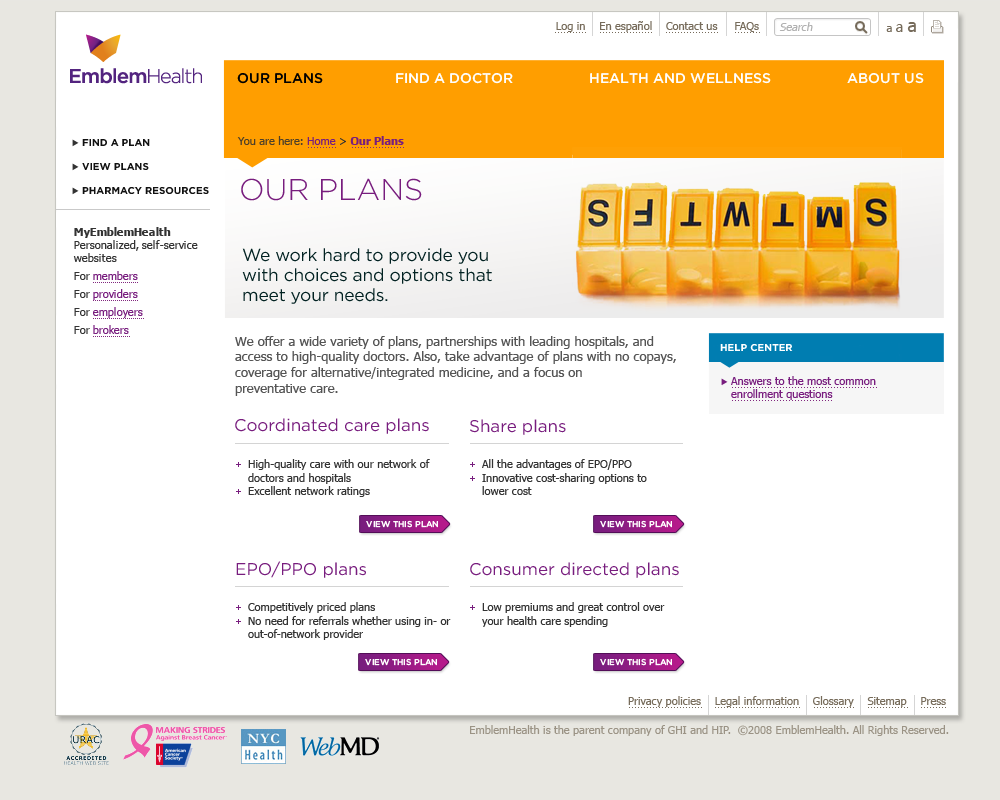 Log in
En español
Contact us
FAQs
Search
a a a
EmblemHealth
OUR PLANS
FIND A DOCTOR
HEALTH AND WELLNESS
ABOUT US
You are here: Home > Our Plans
FIND A PLAN
VIEW PLANS
PHARMACY RESOURCES
MyEmblemHealth
Personalized, self-service
websites
For members
For providers
For employers
For brokers
OUR PLANS
We work hard to provide you
with choices and options that
meet your needs.
S F T W T M S
We offer a wide variety of plans, partnerships with leading hospitals, and
access to high-quality doctors. Also, take advantage of plans with no copays,
coverage for alternative/integrated medicine, and a focus on
preventative care.
HELP CENTER
Answers to the most common
enrollment questions
Coordinated care plans
+ High-quality care with our network of
doctors and hospitals
+ Excellent network ratings
VIEW THIS PLAN
Share plans
+ All the advantages of EPO/PPO
+ Innovative cost-sharing options to
lower cost
VIEW THIS PLAN
EPO/PPO plans
+ Competitively priced plans
+ No need for referrals whether using in- or
out-of-network provider
VIEW THIS PLAN
Consumer directed plans
+ Low premiums and great control over
your health care spending
VIEW THIS PLAN
Privacy policies
Legal information
Glossary
Sitemap
Press
URAC
ACCREDITED
HEALTH WEB SITE
MAKING STRIDES
Against Breast Cancer
American
Cancer
Society
NYC
Health
WebMD
EmblemHealth is the parent company of GHI and HIP. ©2008 EmblemHealth. All Rights Reserved.